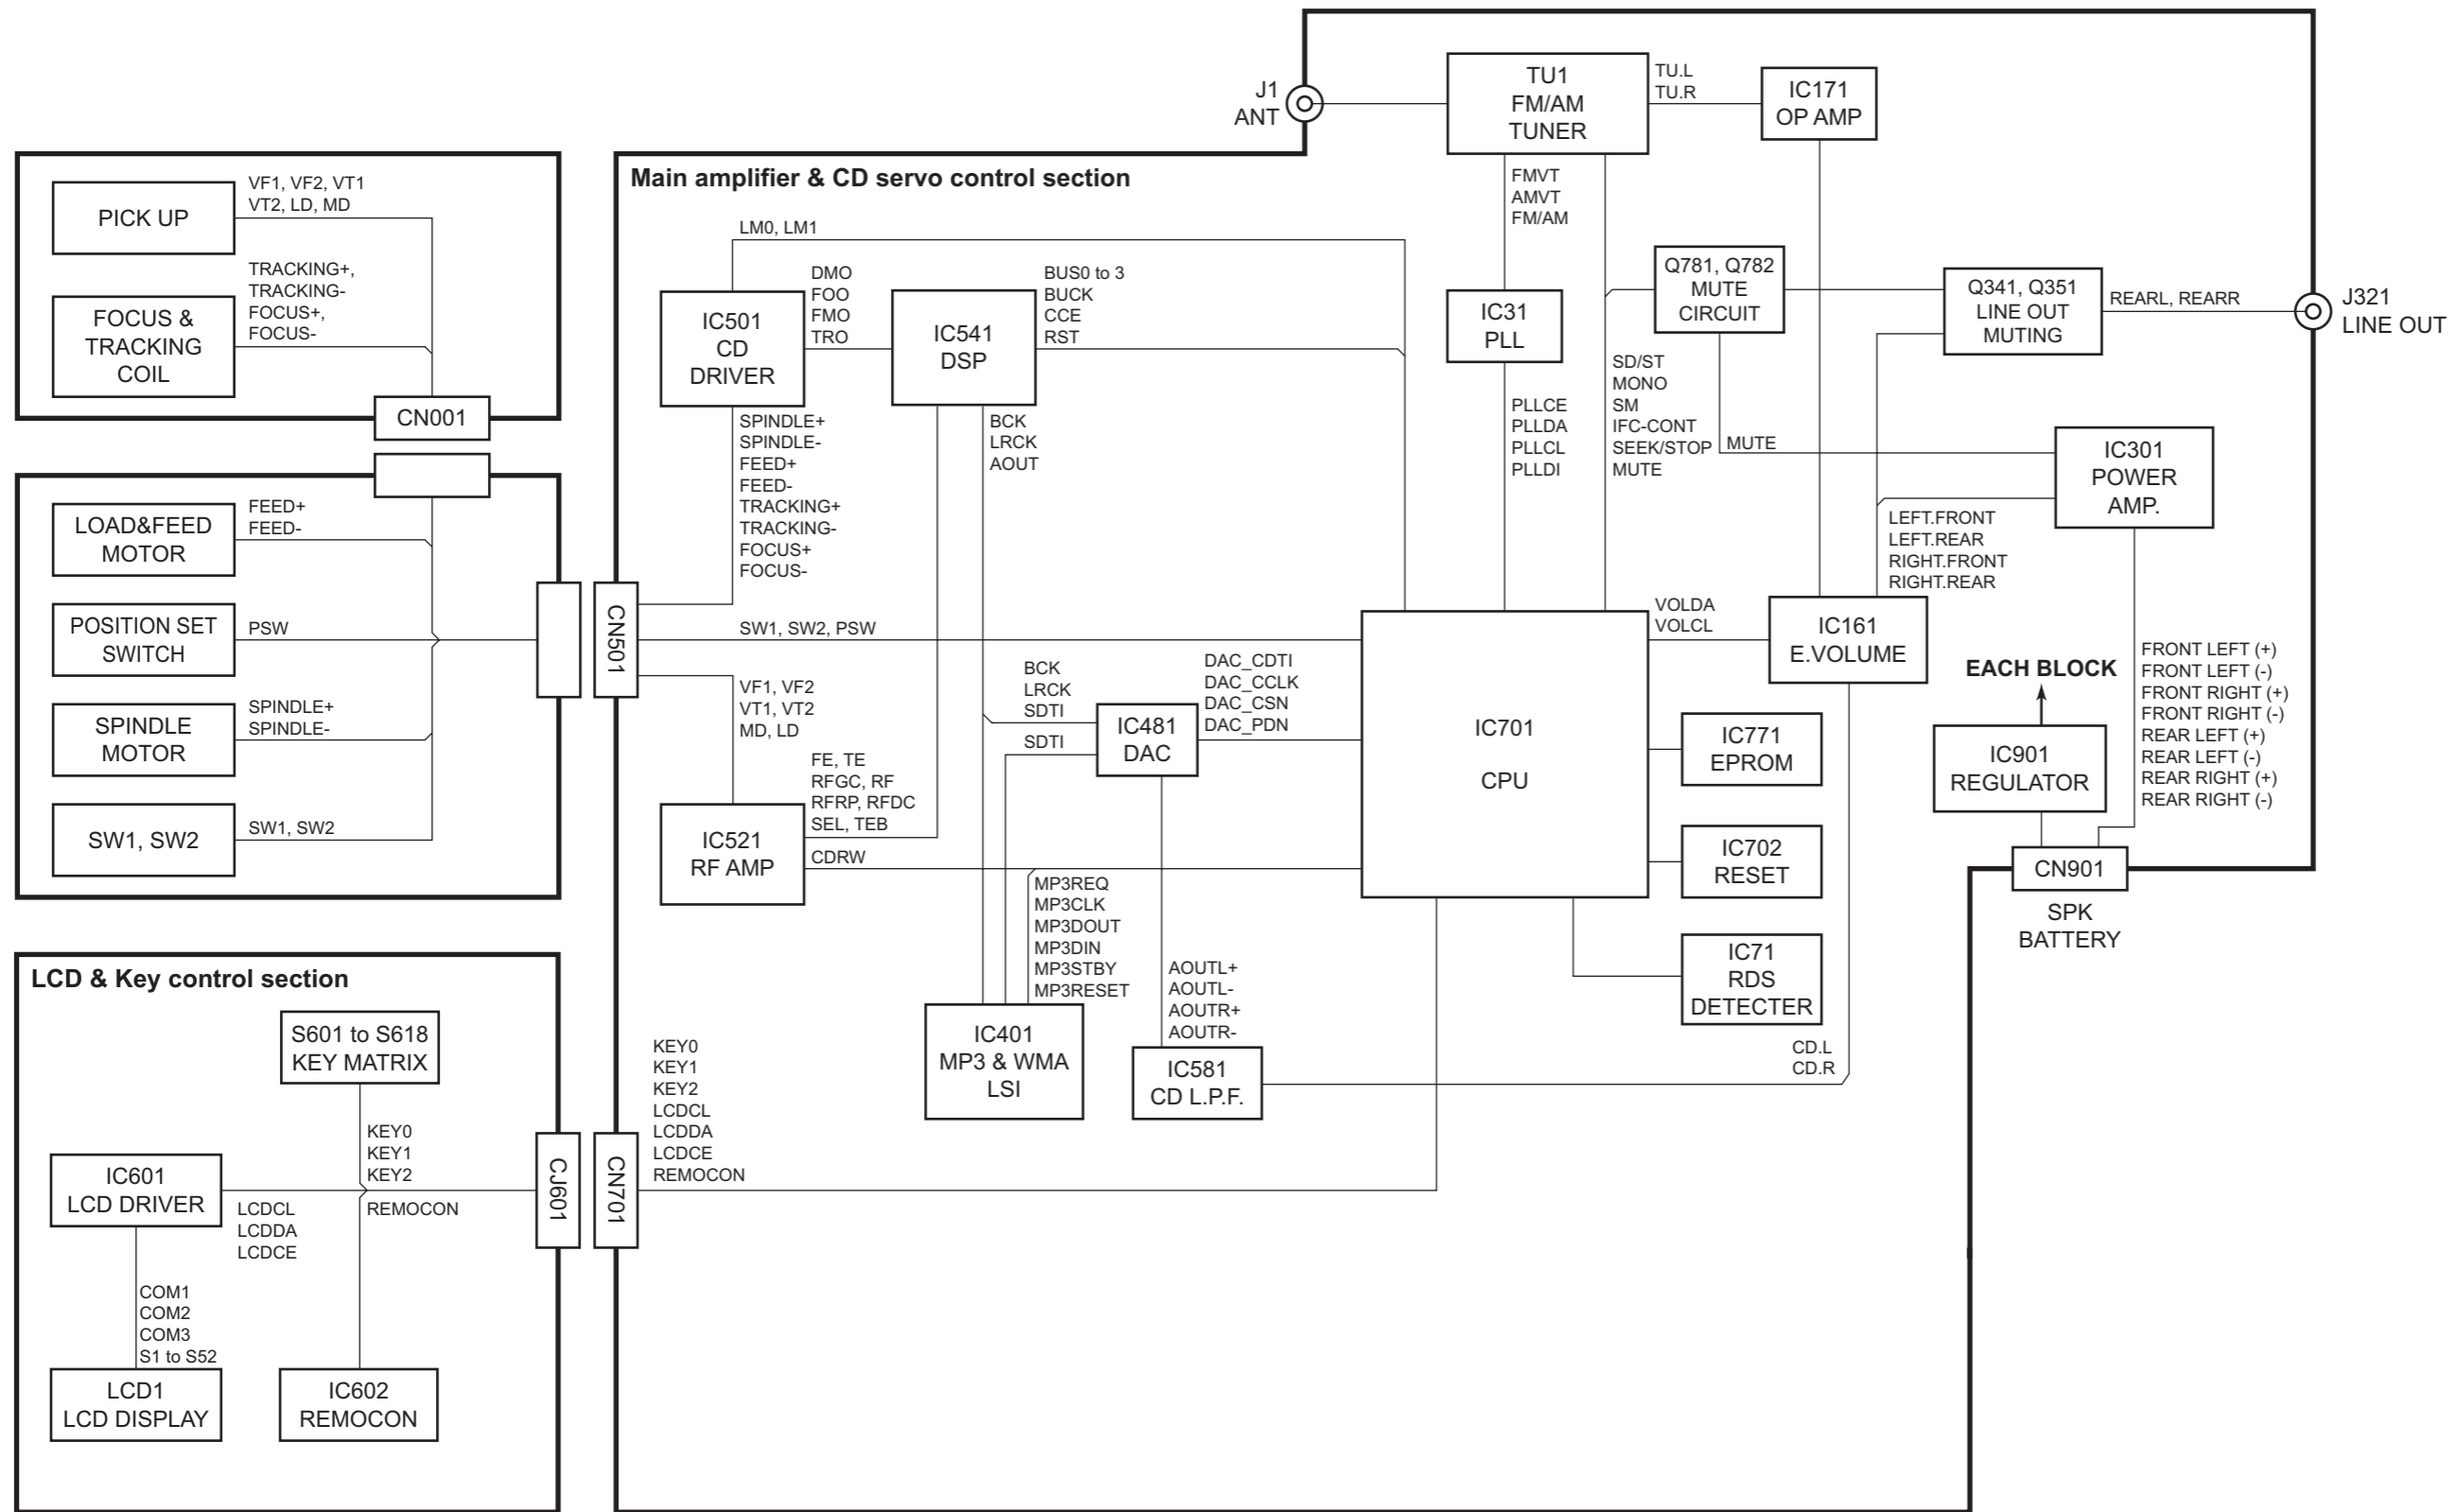 J1
ANT
TU1
FM/AM
TUNER
TU.L
TU.R
IC171
OP AMP
PICK UP
VF1, VF2, VT1
VT2, LD, MD
FOCUS &
TRACKING
COIL
TRACKING+,
TRACKING-
FOCUS+,
FOCUS-
CN001
LOAD&FEED
MOTOR
FEED+
FEED-
POSITION SET
SWITCH
PSW
SPINDLE
MOTOR
SPINDLE+
SPINDLE-
SW1, SW2
SW1, SW2
Main amplifier & CD servo control section
LM0, LM1
IC501
CD
DRIVER
DMO
FOO
FMO
TRO
IC541
DSP
BUS0 to 3
BUCK
CCE
RST
FMVT
AMVT
FM/AM
IC31
PLL
PLLCE
PLLDA
PLLCL
PLLDI
SD/ST
MONO
SM
IFC-CONT
SEEK/STOP
MUTE
Q781, Q782
MUTE
CIRCUIT
MUTE
Q341, Q351
LINE OUT
MUTING
REARL, REARR
J321
LINE OUT
IC301
POWER
AMP.
LEFT.FRONT
LEFT.REAR
RIGHT.FRONT
RIGHT.REAR
SPINDLE+
SPINDLE-
FEED+
FEED-
TRACKING+
TRACKING-
FOCUS+
FOCUS-
BCK
LRCK
AOUT
CN501
SW1, SW2, PSW
VF1, VF2
VT1, VT2
MD, LD
IC521
RF AMP
FE, TE
RFGC, RF
RFRP, RFDC
SEL, TEB
CDRW
BCK
LRCK
SDTI
SDTI
IC481
DAC
DAC_CDTI
DAC_CCLK
DAC_CSN
DAC_PDN
IC701
CPU
VOLDA
VOLCL
IC161
E.VOLUME
IC771
EPROM
IC702
RESET
IC71
RDS
DETECTER
EACH BLOCK
IC901
REGULATOR
FRONT LEFT (+)
FRONT LEFT (-)
FRONT RIGHT (+)
FRONT RIGHT (-)
REAR LEFT (+)
REAR LEFT (-)
REAR RIGHT (+)
REAR RIGHT (-)
CN901
SPK
BATTERY
MP3REQ
MP3CLK
MP3DOUT
MP3DIN
MP3STBY
MP3RESET
IC401
MP3 & WMA
LSI
AOUTL+
AOUTL-
AOUTR+
AOUTR-
IC581
CD L.P.F.
CD.L
CD.R
LCD & Key control section
S601 to S618
KEY MATRIX
KEY0
KEY1
KEY2
IC601
LCD DRIVER
LCDCL
LCDDA
LCDCE
REMOCON
CJ601
CN701
KEY0
KEY1
KEY2
LCDCL
LCDDA
LCDCE
REMOCON
COM1
COM2
COM3
S1 to S52
LCD1
LCD DISPLAY
IC602
REMOCON